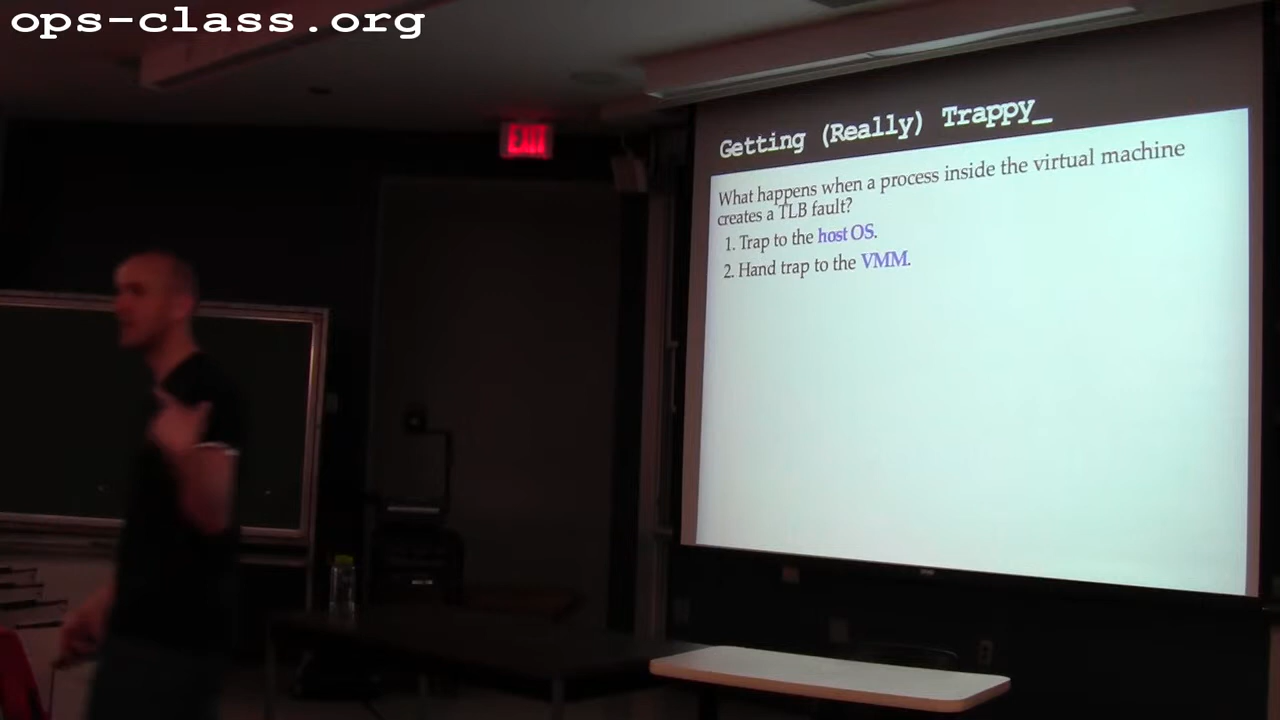 ops-class.org
EXIT
Getting (Really) Trappy_
What happens when a process inside the virtual machine
creates a TLB fault?
1. Trap to the host OS.
2. Hand trap to the VMM.